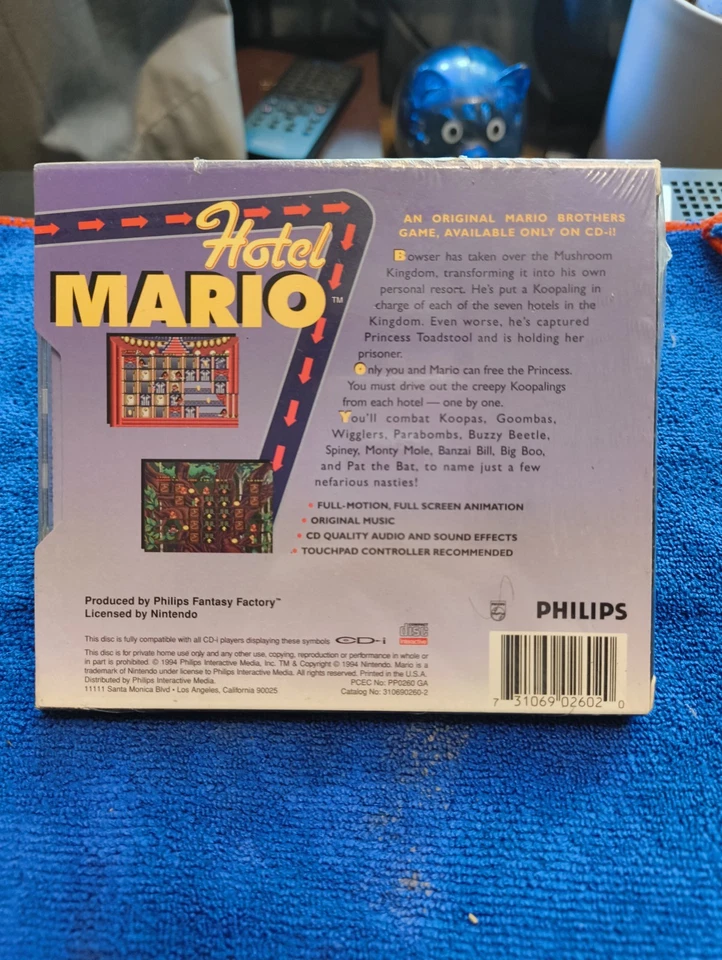 Hotel
MARIO™
AN ORIGINAL MARIO BROTHERS
GAME, AVAILABLE ONLY ON CD-i!
Bowser has taken over the Mushroom
Kingdom, transforming it into his own
personal resort. He's put a Koopaling in
charge of each of the seven hotels in the
Kingdom. Even worse, he's captured
Princess Toadstool and is holding her
prisoner.
Only you and Mario can free the Princess.
You must drive out the creepy Koopalings
from each hotel — one by one.
You'll combat Koopas, Goombas,
Wigglers, Parabombs, Buzzy Beetle,
Spiney, Monty Mole, Banzai Bill, Big Boo,
and Pat the Bat, to name just a few
nefarious nasties!
• FULL-MOTION, FULL SCREEN ANIMATION
• ORIGINAL MUSIC
• CD QUALITY AUDIO AND SOUND EFFECTS
• TOUCHPAD CONTROLLER RECOMMENDED
Produced by Philips Fantasy Factory™
Licensed by Nintendo
PHILIPS
This disc is fully compatible with all CD-i players displaying these symbols CD-i disc Interactive
This disc is for private home use only and any other use, copying, reproduction or performance in whole or
in part is prohibited. © 1994 Philips Interactive Media, Inc. TM & Copyright © 1994 Nintendo. Mario is a
trademark of Nintendo under license to Philips Interactive Media. All rights reserved. Printed in the U.S.A.
Distributed by Philips Interactive Media. PCEC No: PP0260 GA
11111 Santa Monica Blvd • Los Angeles, California 90025 Catalog No: 310690260-2
7 31069 02602 0